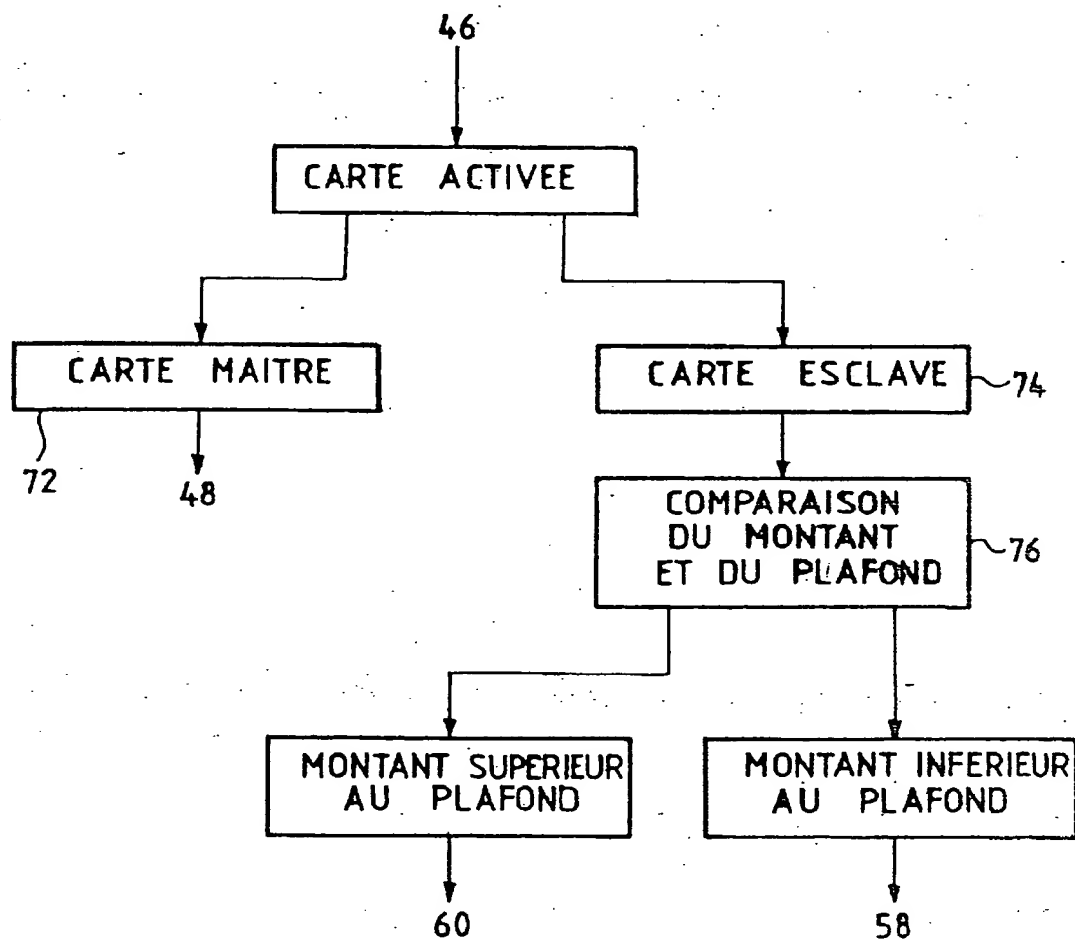 46
CARTE ACTIVEE
CARTE MAITRE
CARTE ESCLAVE
74
72
48
COMPARAISON
DU MONTANT
ET DU PLAFOND
76
MONTANT SUPERIEUR
AU PLAFOND
MONTANT INFERIEUR
AU PLAFOND
60
58